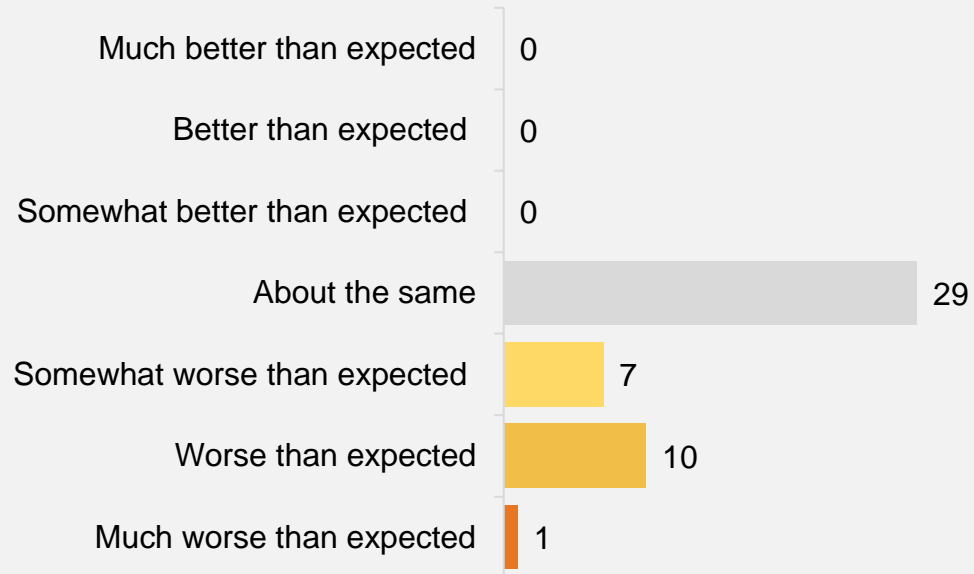 Much better than expected 0
Better than expected 0
Somewhat better than expected 0
About the same 29
Somewhat worse than expected 7
Worse than expected 10
Much worse than expected 1